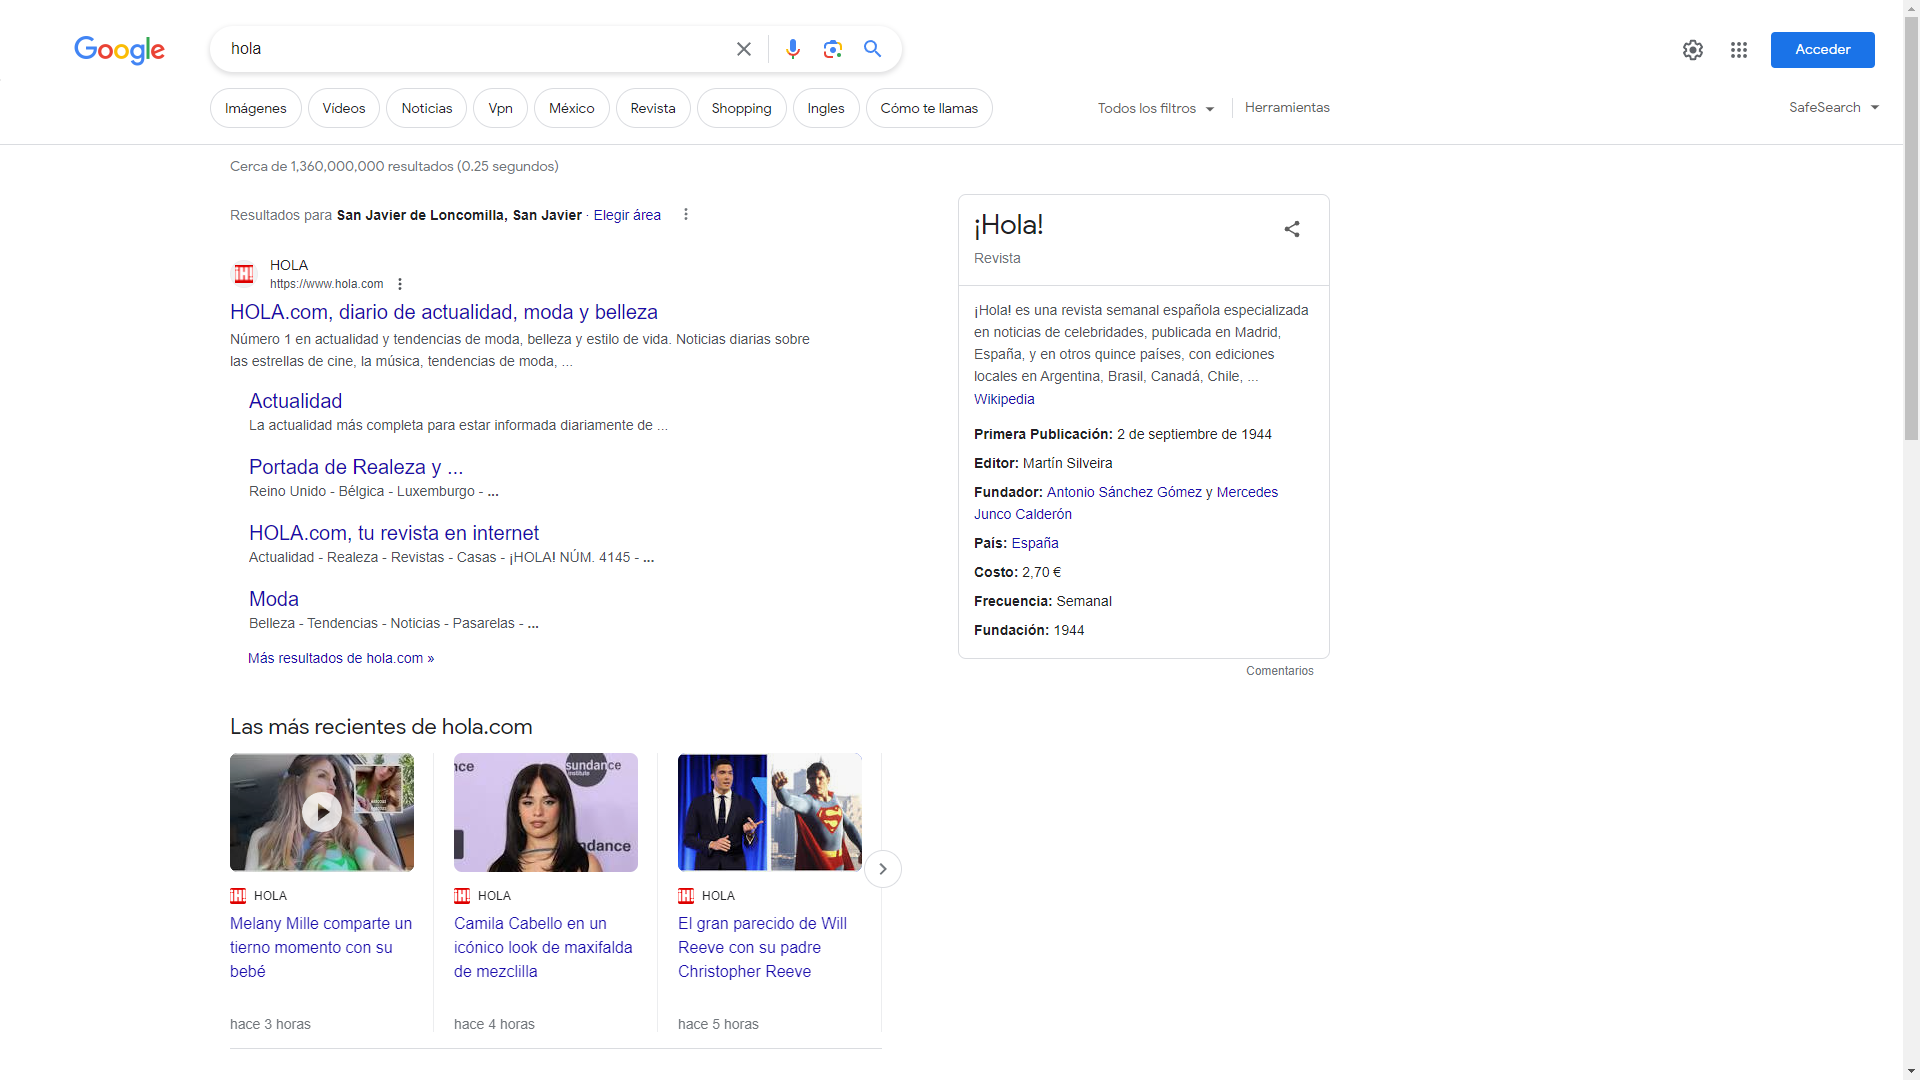 Google
hola
Acceder
Imágenes
Vídeos
Noticias
Vpn
México
Revista
Shopping
Ingles
Cómo te llamas
Todos los filtros
Herramientas
SafeSearch
Cerca de 1,360,000,000 resultados (0.25 segundos)
Resultados para San Javier de Loncomilla, San Javier · Elegir área
HOLA
https://www.hola.com
HOLA.com, diario de actualidad, moda y belleza
Número 1 en actualidad y tendencias de moda, belleza y estilo de vida. Noticias diarias sobre
las estrellas de cine, la música, tendencias de moda, ...
Actualidad
La actualidad más completa para estar informada diariamente de ...
Portada de Realeza y ...
Reino Unido - Bélgica - Luxemburgo - ...
HOLA.com, tu revista en internet
Actualidad - Realeza - Revistas - Casas - ¡HOLA! NÚM. 4145 - ...
Moda
Belleza - Tendencias - Noticias - Pasarelas - ...
Más resultados de hola.com »
¡Hola!
Revista
¡Hola! es una revista semanal española especializada
en noticias de celebridades, publicada en Madrid,
España, y en otros quince países, con ediciones
locales en Argentina, Brasil, Canadá, Chile, ...
Wikipedia
Primera Publicación: 2 de septiembre de 1944
Editor: Martín Silveira
Fundador: Antonio Sánchez Gómez y Mercedes
Junco Calderón
País: España
Costo: 2,70 €
Frecuencia: Semanal
Fundación: 1944
Comentarios
Las más recientes de hola.com
nce
sundance
institute
ndance
HOLA
Melany Mille comparte un
tierno momento con su
bebé
hace 3 horas
HOLA
Camila Cabello en un
icónico look de maxifalda
de mezclilla
hace 4 horas
HOLA
El gran parecido de Will
Reeve con su padre
Christopher Reeve
hace 5 horas